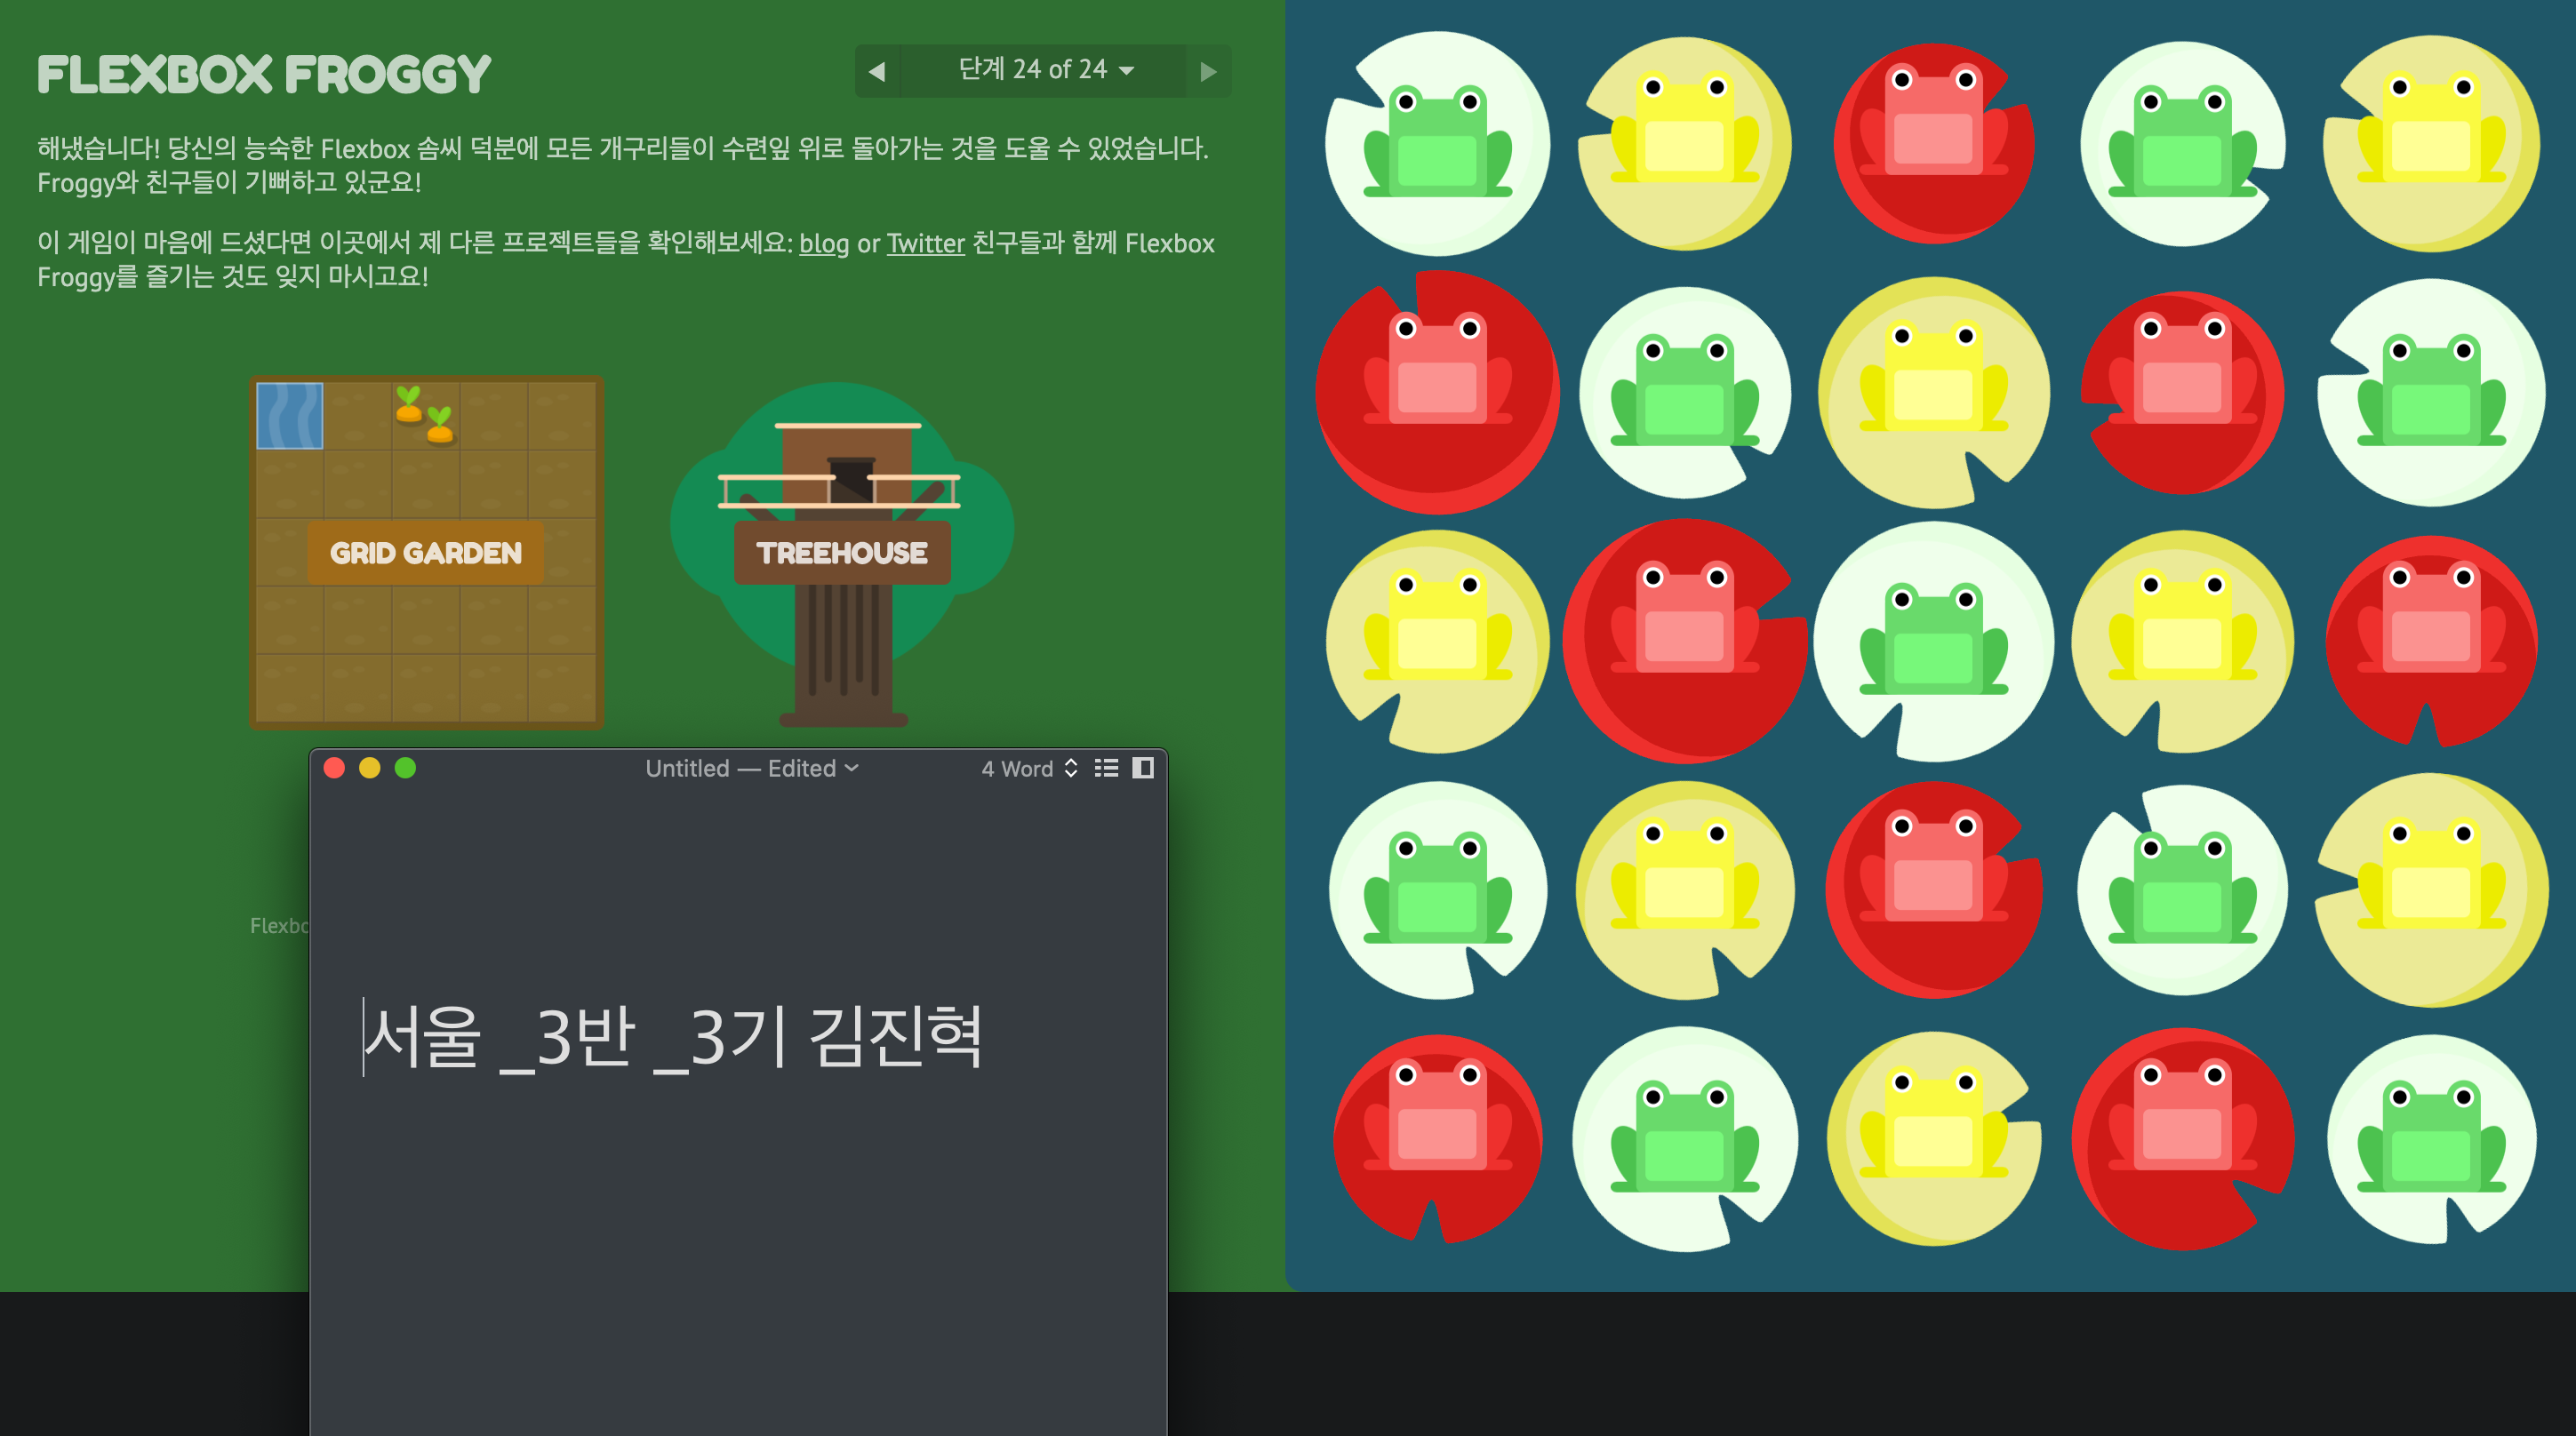 FLEXBOX FROGGY
단계 24 of 24
해냈습니다! 당신의 능숙한 Flexbox 솜씨 덕분에 모든 개구리들이 수련잎 위로 돌아가는 것을 도울 수 있었습니다.
Froggy와 친구들이 기뻐하고 있군요!
이 게임이 마음에 드셨다면 이곳에서 제 다른 프로젝트들을 확인해보세요: blog or Twitter 친구들과 함께 Flexbox
Froggy를 즐기는 것도 잊지 마시고요!
GRID GARDEN
TREEHOUSE
Untitled — Edited
4 Word
서울 _3반 _3기 김진혁